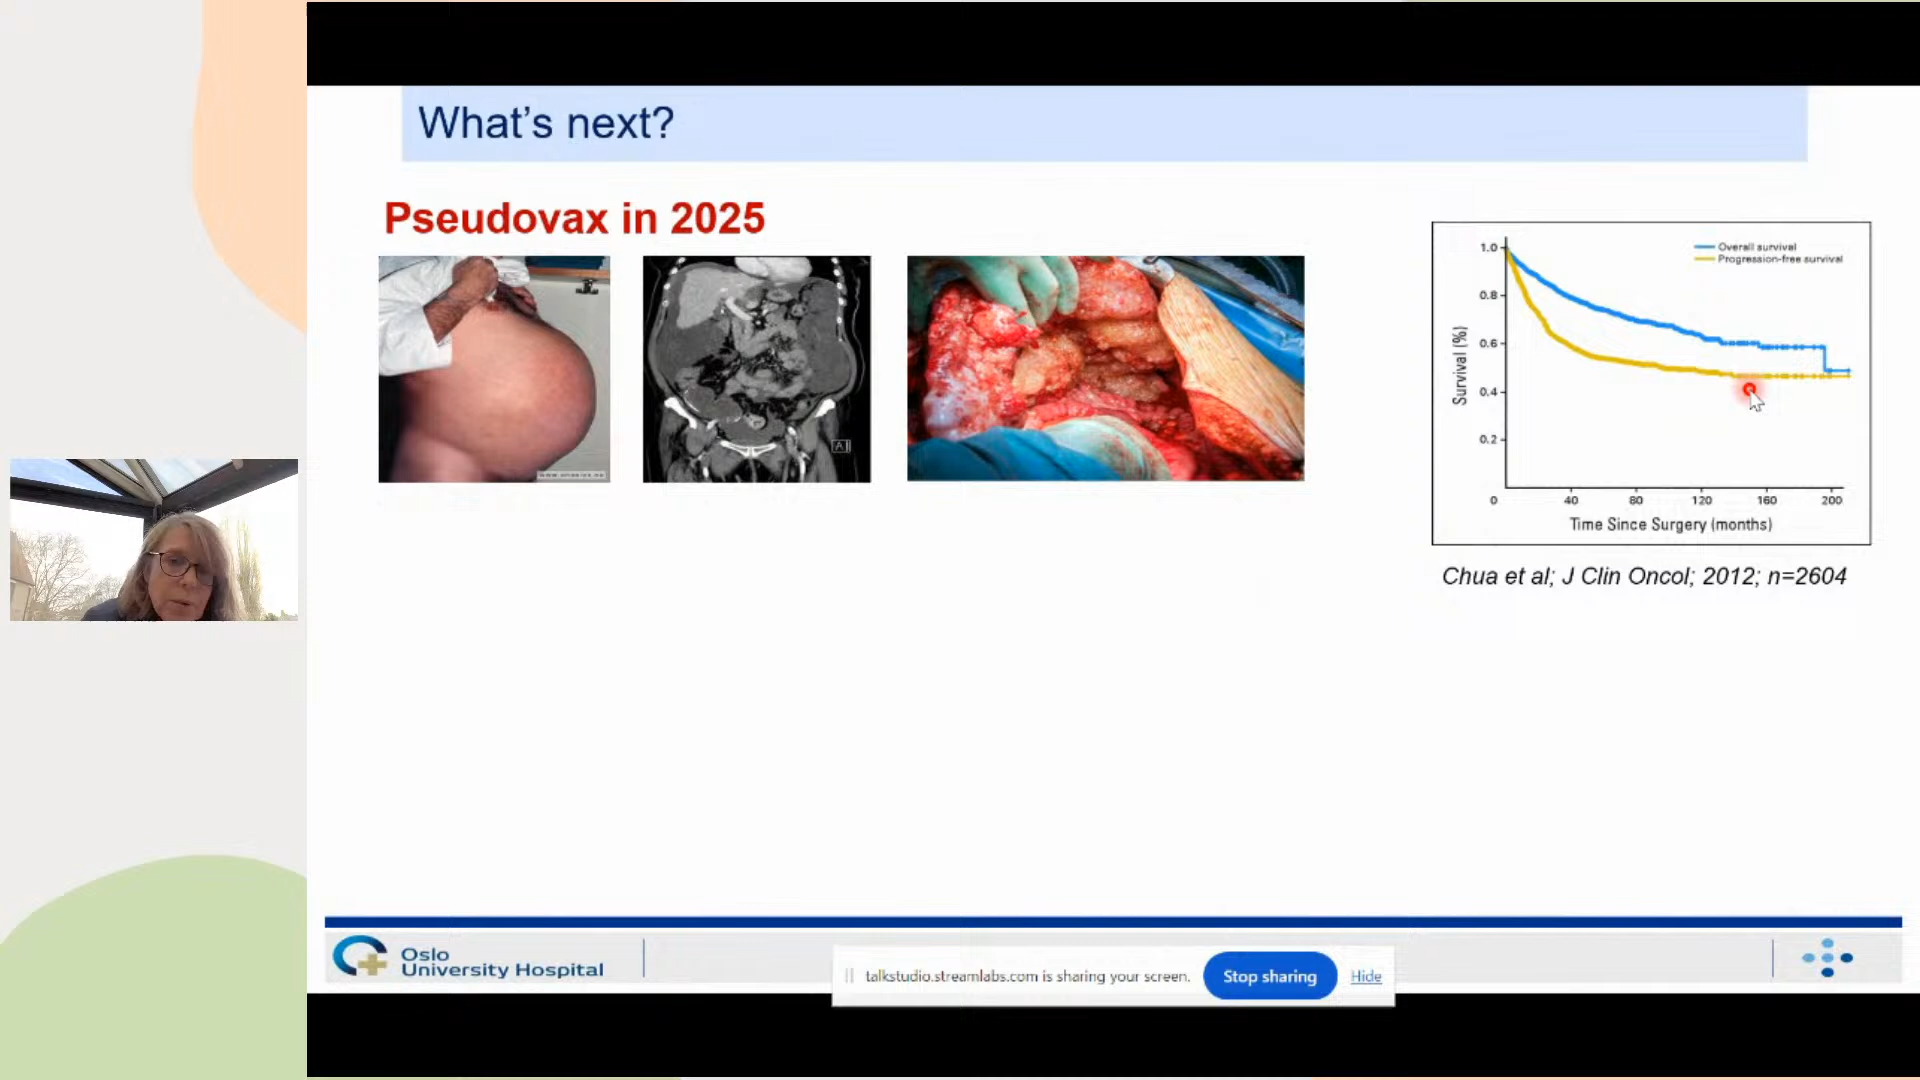 What's next?
Pseudovax in 2025
1.0
0.8
0.6
0.4
0.2
0
40
80
120
160
200
Survival (%)
Overall survival
Progression-free survival
Time Since Surgery (months)
Chua et al; J Clin Oncol; 2012; n=2604
Oslo
University Hospital
talkstudio.streamlabs.com is sharing your screen.
Stop sharing
Hide